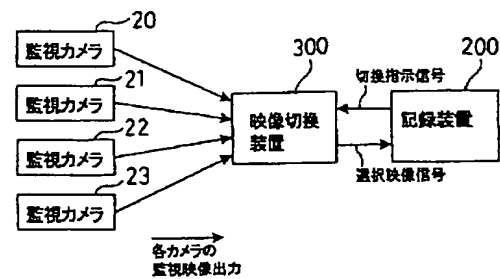 20
監視カメラ
21
監視カメラ
22
監視カメラ
23
監視カメラ
300
映像切換
装置
切換指示信号
200
記録装置
選択映像信号
各カメラの
監視映像出力